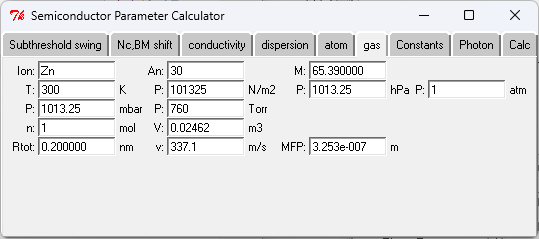 Semiconductor Parameter Calculator
Subthreshold swing Nc,BM shift conductivity dispersion atom gas Constants Photon Calc
Ion: Zn An: 30 M: 65.390000
T: 300 K P: 101325 N/m2 P: 1013.25 hPa P: 1 atm
P: 1013.25 mbar P: 760 Torr
n: 1 mol V: 0.02462 m3
Rtot: 0.200000 nm v: 337.1 m/s MFP: 3.253e-007 m